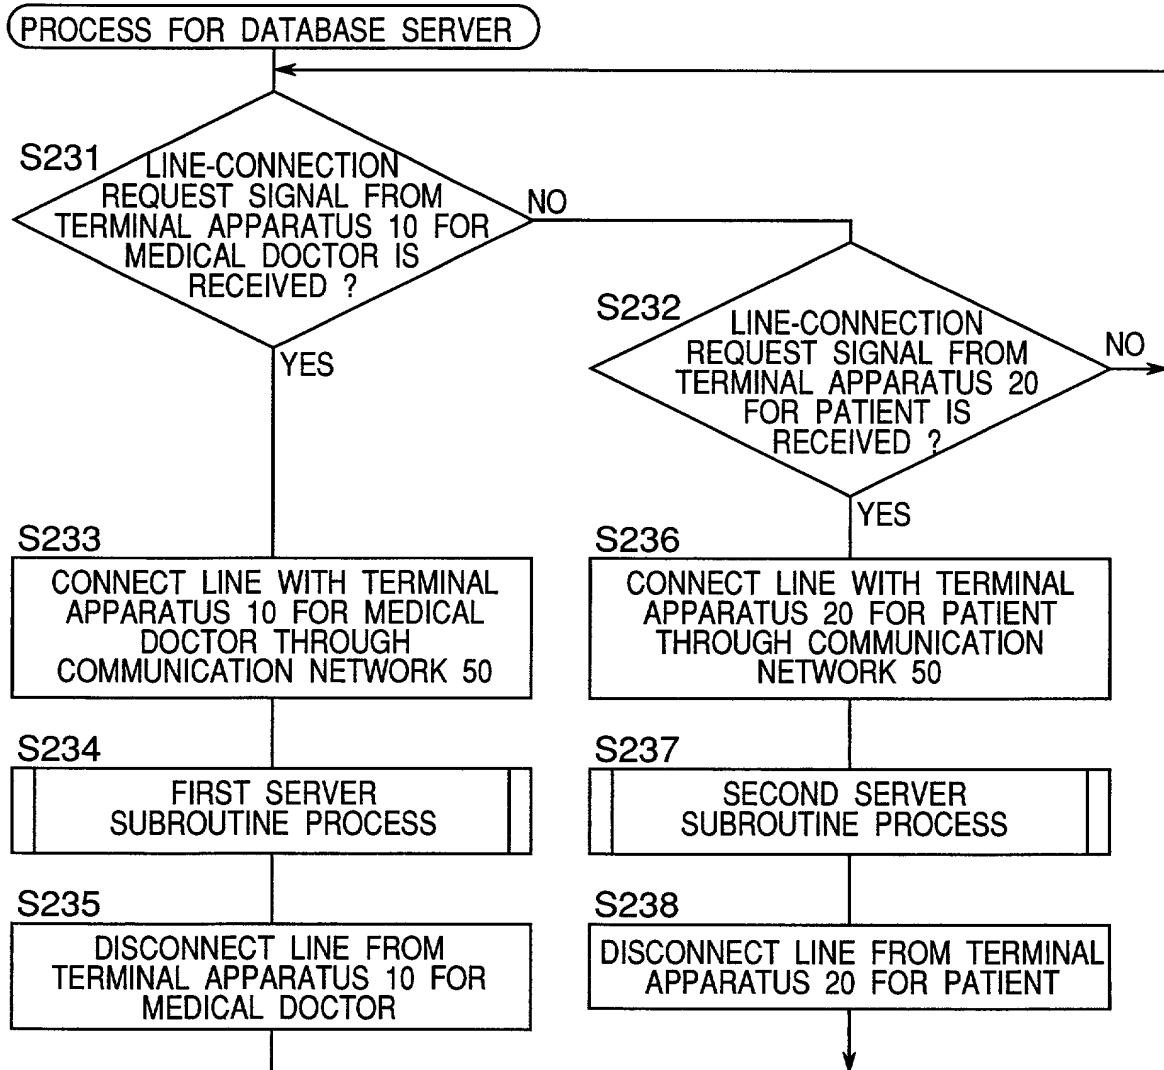 PROCESS FOR DATABASE SERVER
S231
LINE-CONNECTION
REQUEST SIGNAL FROM
TERMINAL APPARATUS 10 FOR
MEDICAL DOCTOR IS
RECEIVED ?
NO
YES
S232
LINE-CONNECTION
REQUEST SIGNAL FROM
TERMINAL APPARATUS 20
FOR PATIENT IS
RECEIVED ?
NO
YES
S233
CONNECT LINE WITH TERMINAL
APPARATUS 10 FOR MEDICAL
DOCTOR THROUGH
COMMUNICATION NETWORK 50
S236
CONNECT LINE WITH TERMINAL
APPARATUS 20 FOR PATIENT
THROUGH COMMUNICATION
NETWORK 50
S234
FIRST SERVER
SUBROUTINE PROCESS
S237
SECOND SERVER
SUBROUTINE PROCESS
S235
DISCONNECT LINE FROM
TERMINAL APPARATUS 10 FOR
MEDICAL DOCTOR
S238
DISCONNECT LINE FROM TERMINAL
APPARATUS 20 FOR PATIENT